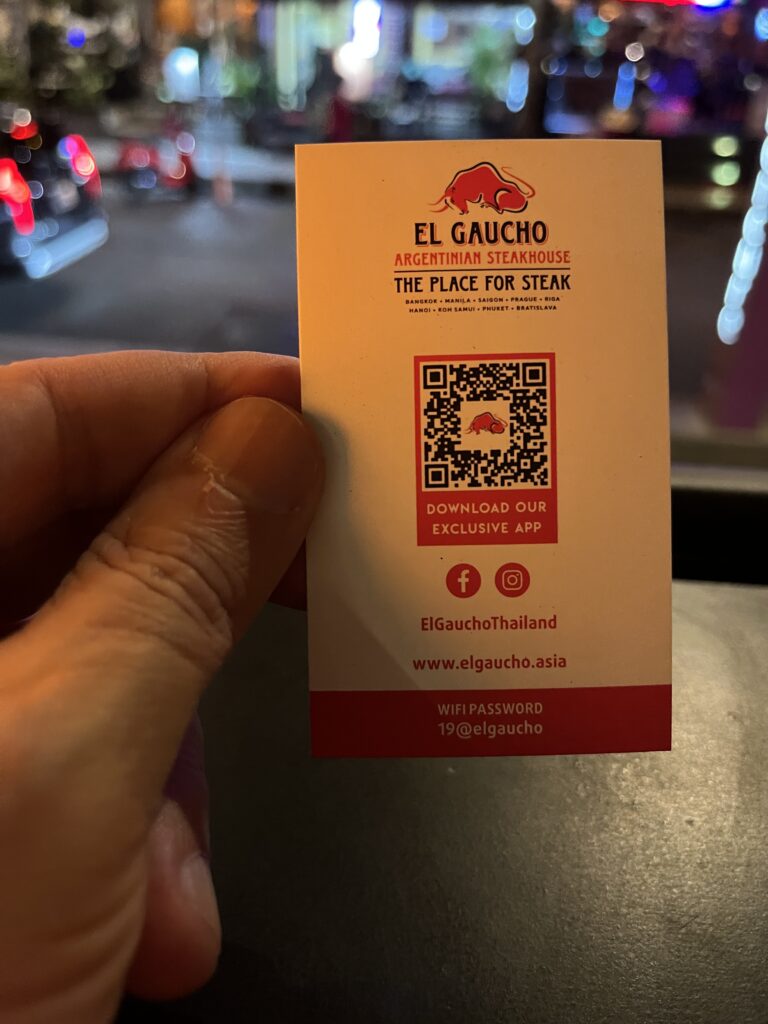 EL GAUCHO
ARGENTINIAN STEAKHOUSE
THE PLACE FOR STEAK
BANGKOK • MANILA • SAIGON • PRAGUE • RIGA
HANOI • KOH SAMUI • PHUKET • BRATISLAVA
DOWNLOAD OUR
EXCLUSIVE APP
ElGauchoThailand
www.elgaucho.asia
WIFI PASSWORD
19@elgaucho